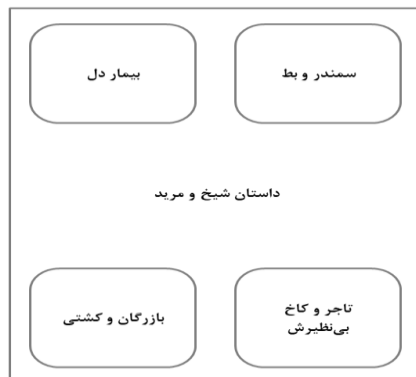 سمندر و بط
بیمار دل
داستان شیخ و مرید
تاجر و کاخ
بی‌نظیرش
بازرگان و کشتی